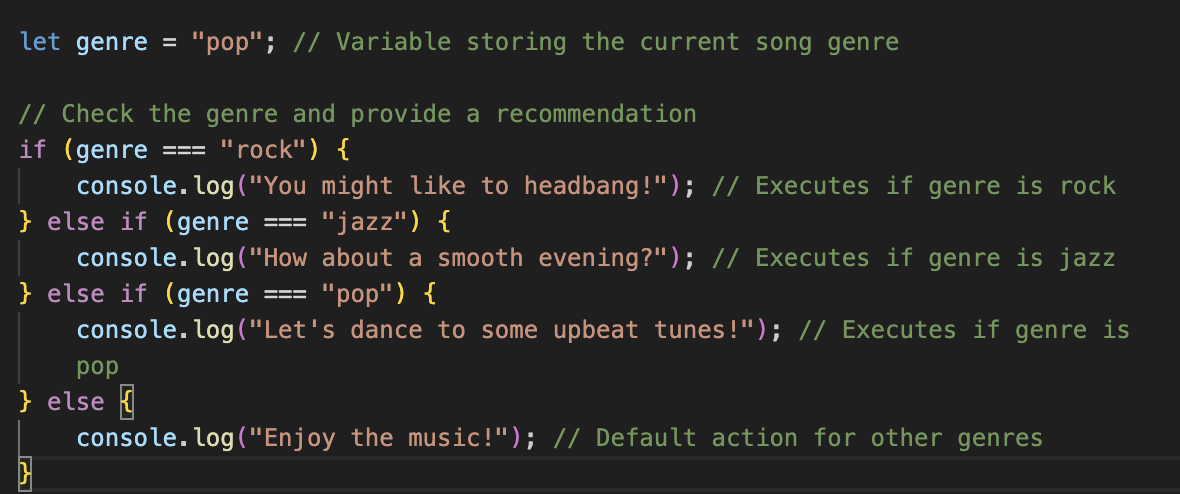 let genre = "pop"; // Variable storing the current song genre
// Check the genre and provide a recommendation
if (genre === "rock") {
    console.log("You might like to headbang!"); // Executes if genre is rock
} else if (genre === "jazz") {
    console.log("How about a smooth evening?"); // Executes if genre is jazz
} else if (genre === "pop") {
    console.log("Let's dance to some upbeat tunes!"); // Executes if genre is
    pop
} else {
    console.log("Enjoy the music!"); // Default action for other genres
}